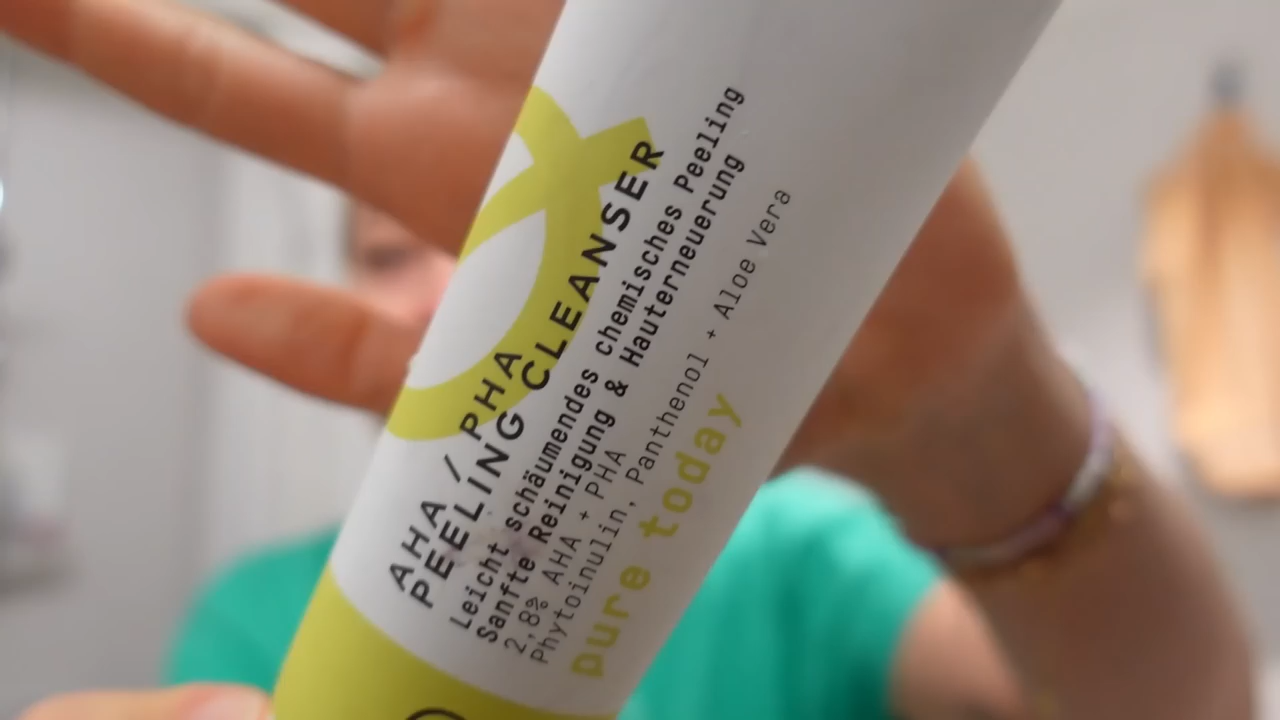 AHA / PHA
PEELING CLEANSER
Leicht schäumendes chemisches Peeling
Sanfte Reinigung & Hauterneuerung
2,8% AHA + PHA
Phytoinulin, Panthenol + Aloe Vera
pure today